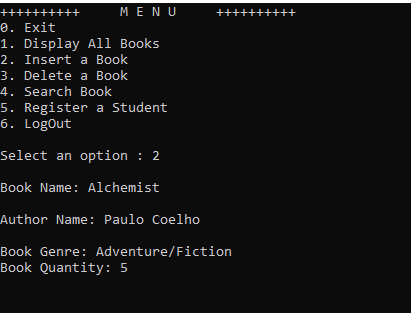 ++++++++++     M E N U     ++++++++++
0. Exit
1. Display All Books
2. Insert a Book
3. Delete a Book
4. Search Book
5. Register a Student
6. LogOut
Select an option : 2
Book Name: Alchemist
Author Name: Paulo Coelho
Book Genre: Adventure/Fiction
Book Quantity: 5